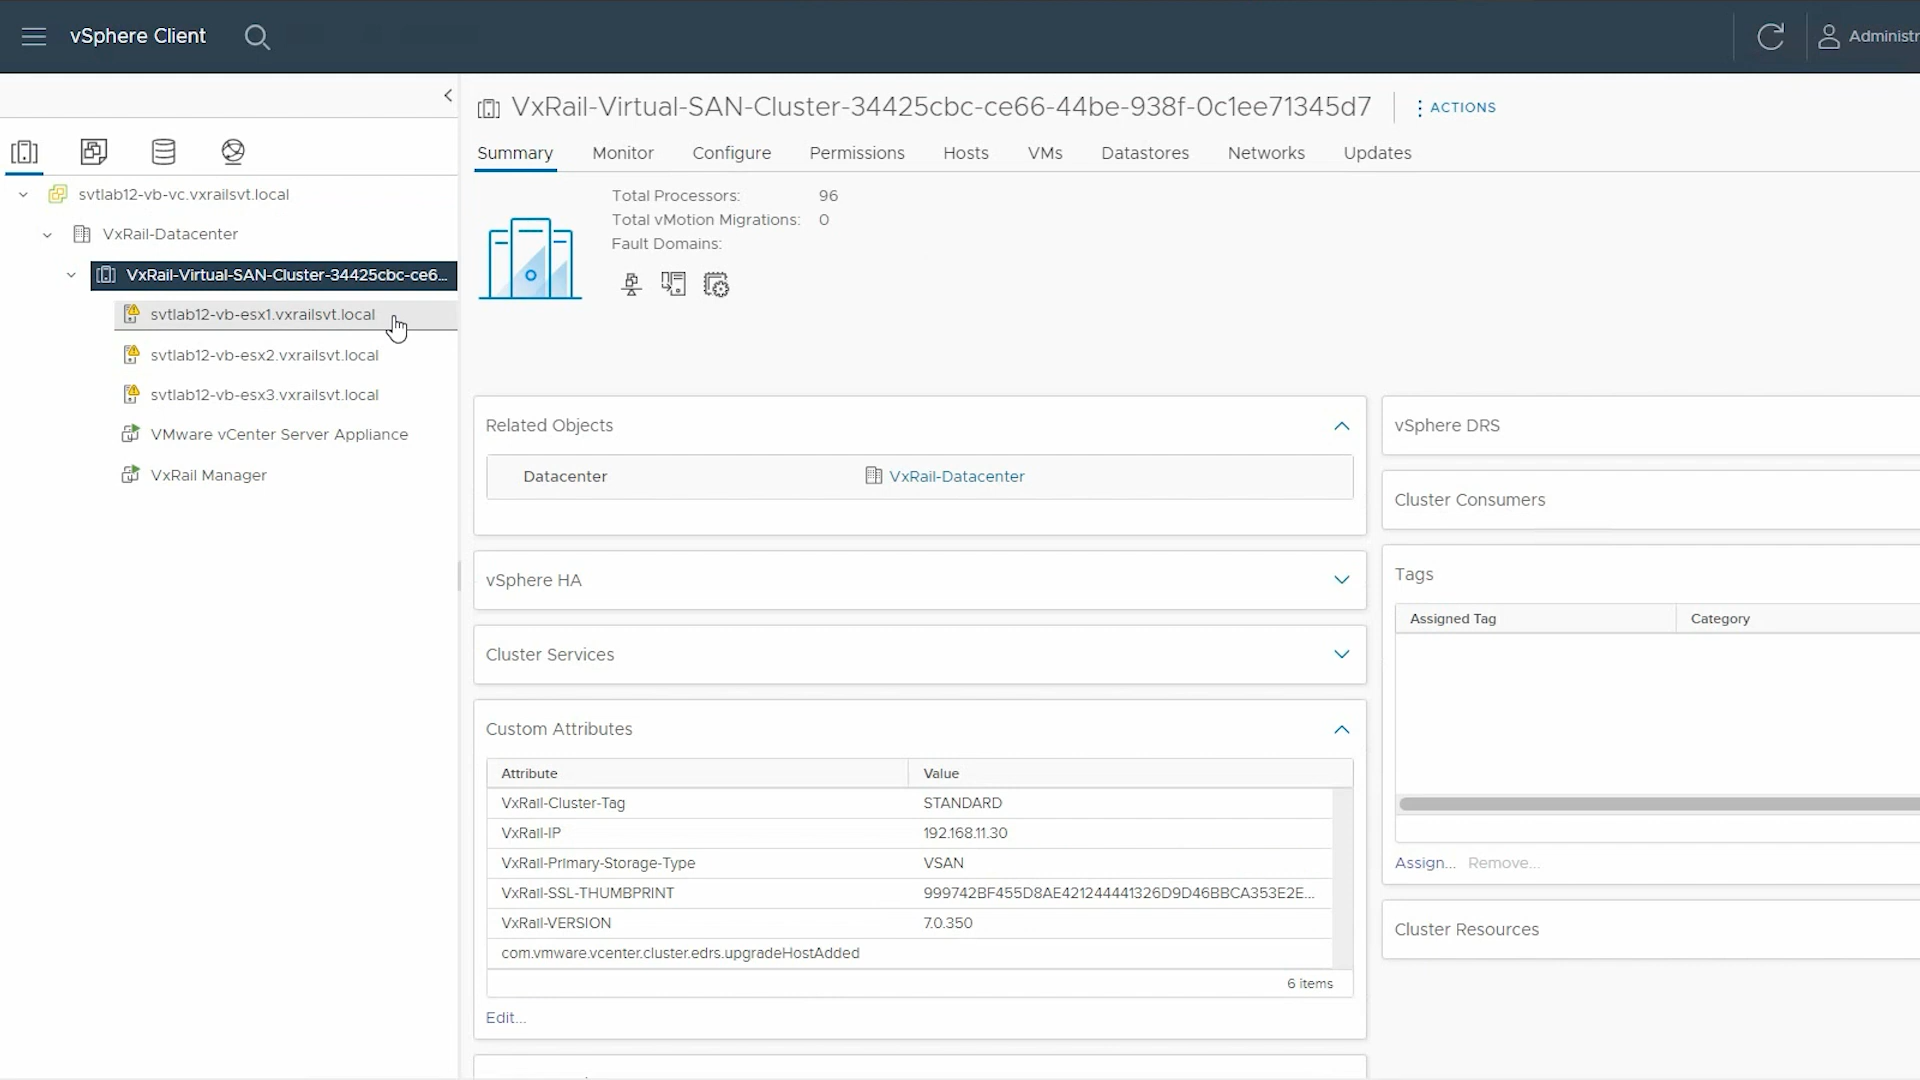 vSphere Client
Administr
VxRail-Virtual-SAN-Cluster-34425cbc-ce66-44be-938f-0c1ee71345d7
ACTIONS
Summary Monitor Configure Permissions Hosts VMs Datastores Networks Updates
svtlab12-vb-vc.vxrailsvt.local
VxRail-Datacenter
VxRail-Virtual-SAN-Cluster-34425cbc-ce6...
svtlab12-vb-esx1.vxrailsvt.local
svtlab12-vb-esx2.vxrailsvt.local
svtlab12-vb-esx3.vxrailsvt.local
VMware vCenter Server Appliance
VxRail Manager
Total Processors: 96
Total vMotion Migrations: 0
Fault Domains:
Related Objects
Datacenter VxRail-Datacenter
vSphere HA
Cluster Services
Custom Attributes
Attribute Value
VxRail-Cluster-Tag STANDARD
VxRail-IP 192.168.11.30
VxRail-Primary-Storage-Type VSAN
VxRail-SSL-THUMBPRINT 999742BF455D8AE421244441326D9D46BBCA353E2E...
VxRail-VERSION 7.0.350
com.vmware.vcenter.cluster.edrs.upgradeHostAdded
6 items
Edit...
vSphere DRS
Cluster Consumers
Tags
Assigned Tag Category
Assign... Remove...
Cluster Resources